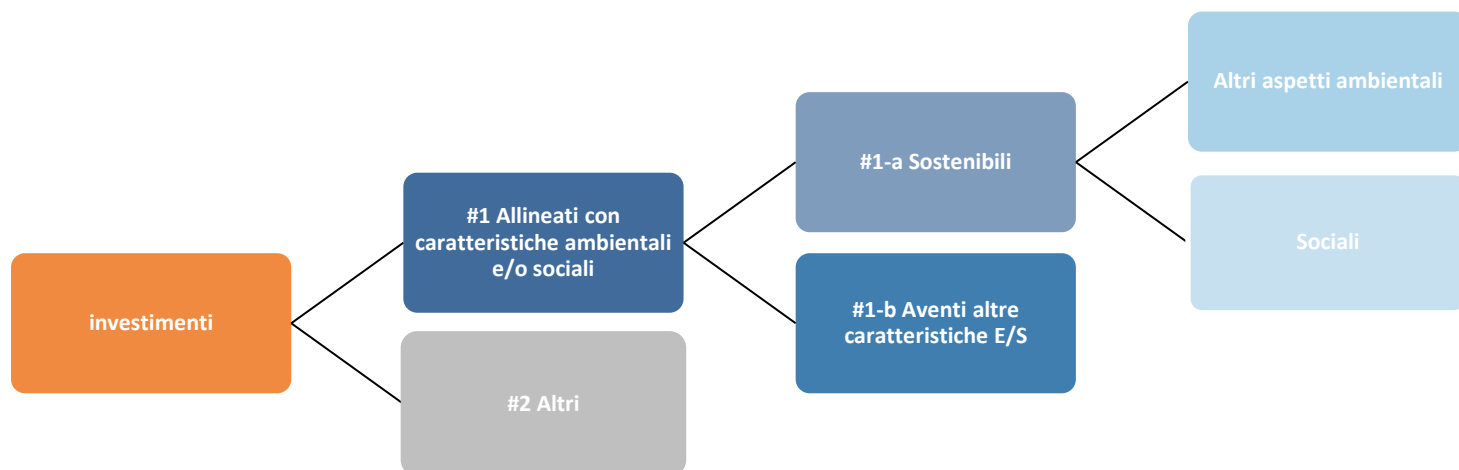 Altri aspetti ambientali
#1-a Sostenibili
#1 Allineati con
caratteristiche ambientali
e/o sociali
Sociali
investimenti
#1-b Aventi altre
caratteristiche E/S
#2 Altri